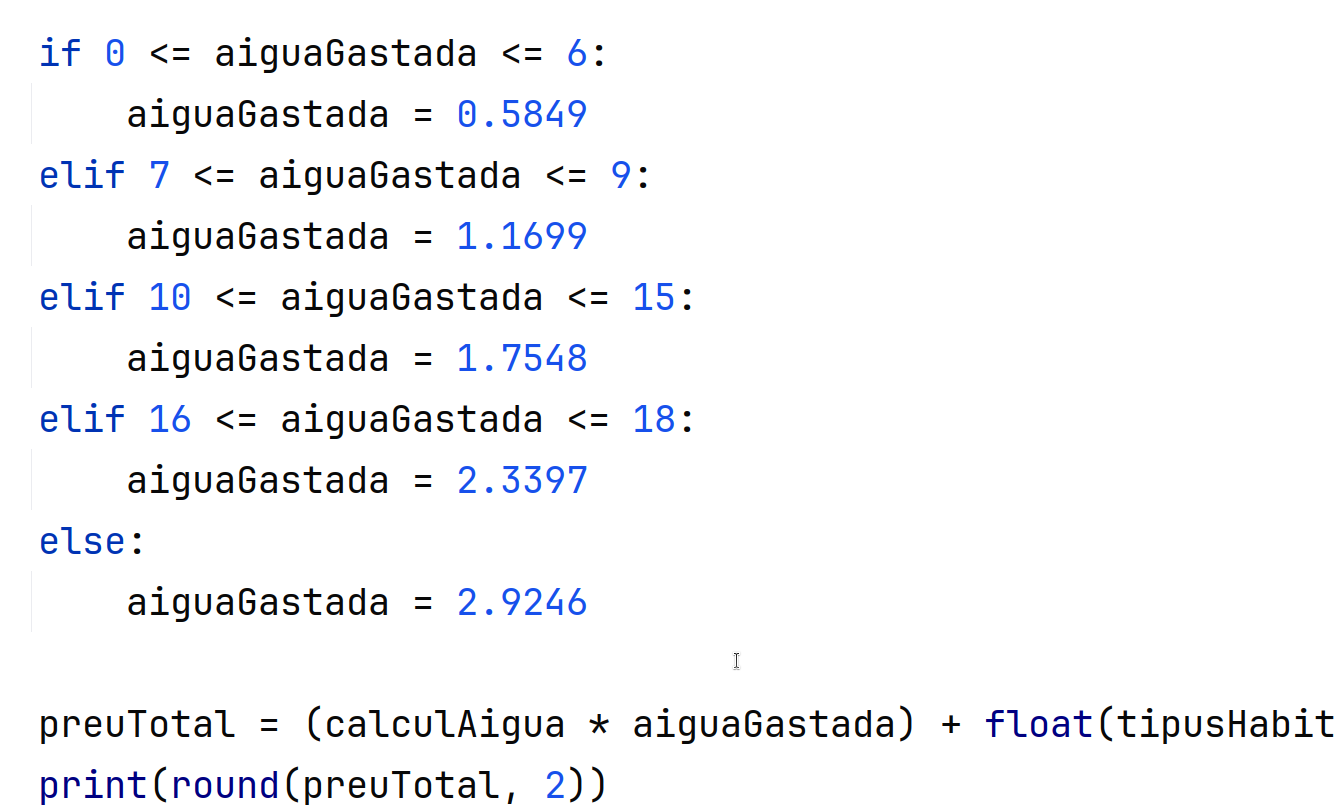 if 0 <= aiguaGastada <= 6:
    aiguaGastada = 0.5849
elif 7 <= aiguaGastada <= 9:
    aiguaGastada = 1.1699
elif 10 <= aiguaGastada <= 15:
    aiguaGastada = 1.7548
elif 16 <= aiguaGastada <= 18:
    aiguaGastada = 2.3397
else:
    aiguaGastada = 2.9246
preuTotal = (calculAigua * aiguaGastada) + float(tipusHabit
print(round(preuTotal, 2))